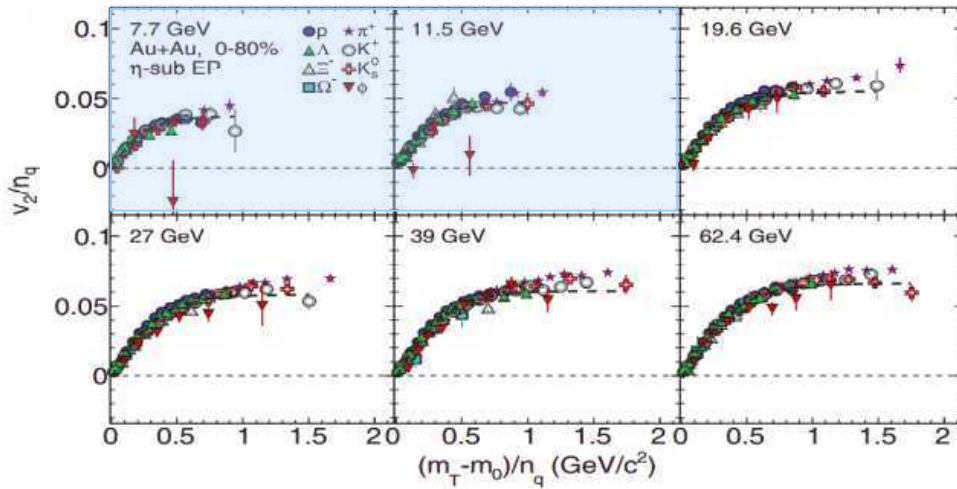 0.1
0.05
0
0.1
0.05
0
v₂/n_q
7.7 GeV
Au+Au, 0-80%
η-sub EP
p π⁺
Λ K⁺
Ξ⁻ K⁰ₛ
Ω⁻ ϕ
11.5 GeV
19.6 GeV
27 GeV
39 GeV
62.4 GeV
0 0.5 1 1.5 2 0 0.5 1 1.5 2 0 0.5 1 1.5 2
(m_T-m₀)/n_q (GeV/c²)